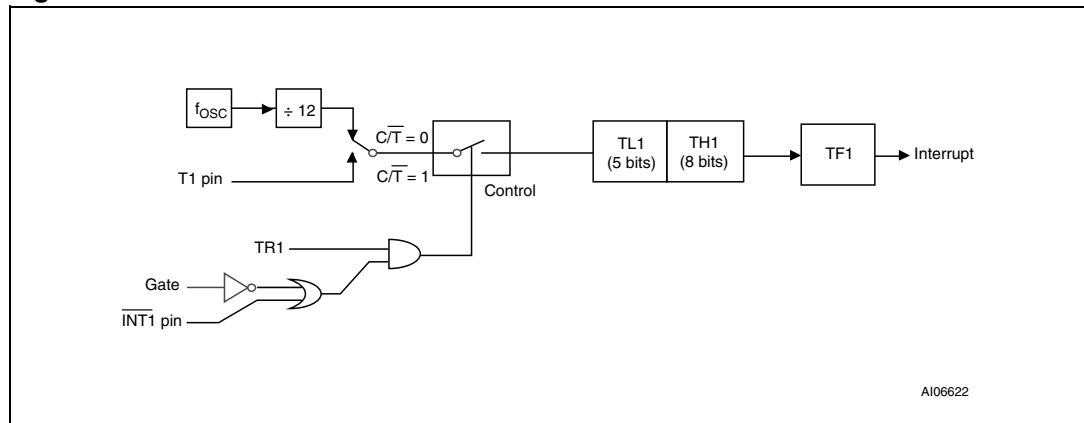 fOSC
÷ 12
C/T̅ = 0
T1 pin
C/T̅ = 1
Control
TL1
(5 bits)
TH1
(8 bits)
TF1
Interrupt
TR1
Gate
I̅N̅T̅1̅ pin
AI06622